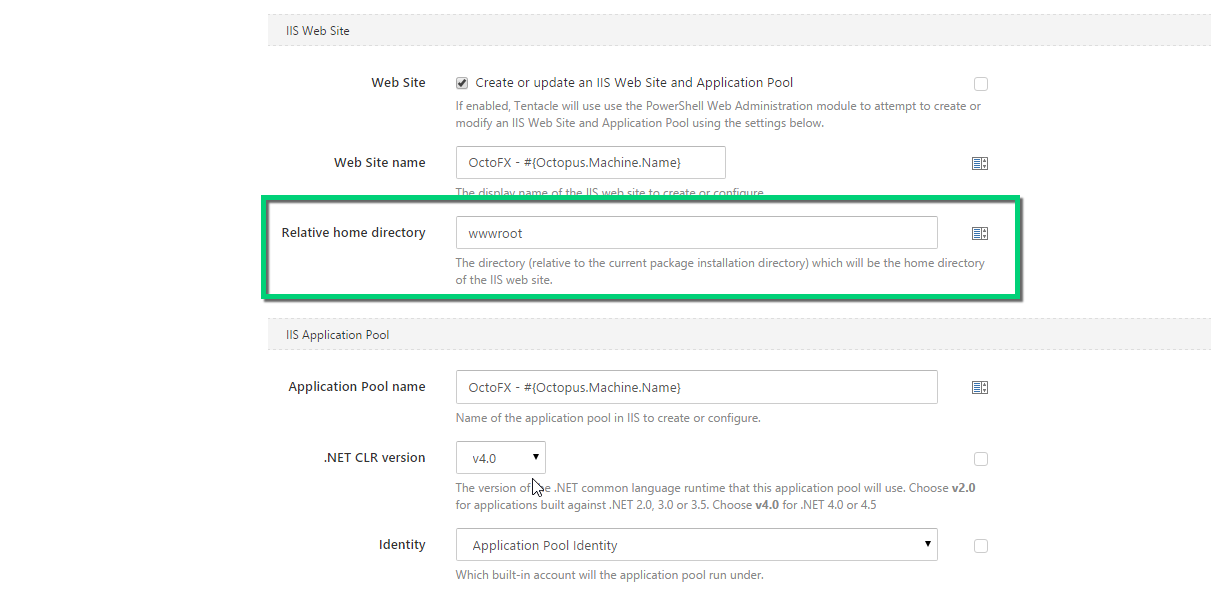 IIS Web Site
Web Site
Create or update an IIS Web Site and Application Pool
If enabled, Tentacle will use use the PowerShell Web Administration module to attempt to create or
modify an IIS Web Site and Application Pool using the settings below.
Web Site name
OctoFX - #{Octopus.Machine.Name}
The display name of the IIS web site to create or configure.
Relative home directory
wwwroot
The directory (relative to the current package installation directory) which will be the home directory
of the IIS web site.
IIS Application Pool
Application Pool name
OctoFX - #{Octopus.Machine.Name}
Name of the application pool in IIS to create or configure.
.NET CLR version
v4.0
The version of the .NET common language runtime that this application pool will use. Choose v2.0
for applications built against .NET 2.0, 3.0 or 3.5. Choose v4.0 for .NET 4.0 or 4.5
Identity
Application Pool Identity
Which built-in account will the application pool run under.